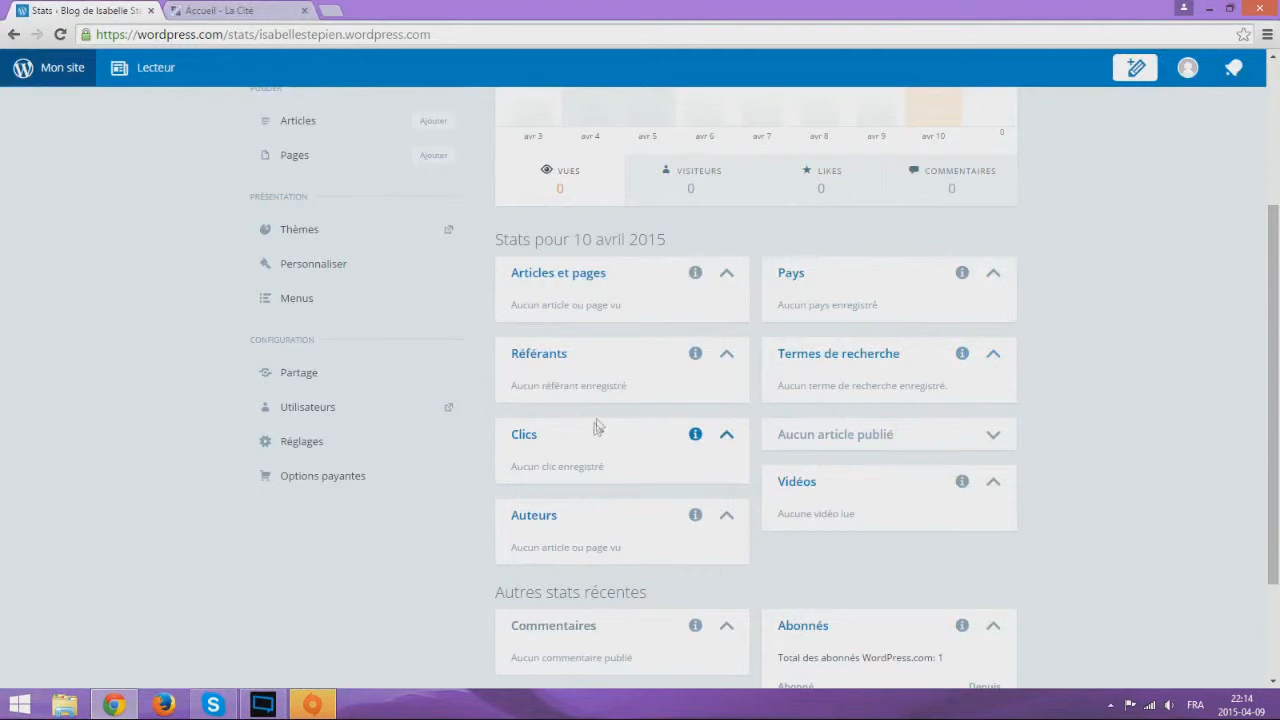 Stats ‹ Blog de Isabelle St
Accueil - La Cité
https://wordpress.com/stats/isabellestepien.wordpress.com
Mon site
Lecteur
PUBLIER
Articles
Ajouter
Pages
Ajouter
PRÉSENTATION
Thèmes
Personnaliser
Menus
CONFIGURATION
Partage
Utilisateurs
Réglages
Options payantes
avr 3 avr 4 avr 5 avr 6 avr 7 avr 8 avr 9 avr 10 0
VUES VISITEURS LIKES COMMENTAIRES
0 0 0 0
Stats pour 10 avril 2015
Articles et pages
Aucun article ou page vu
Pays
Aucun pays enregistré
Référants
Aucun référant enregistré
Termes de recherche
Aucun terme de recherche enregistré.
Clics
Aucun clic enregistré
Aucun article publié
Vidéos
Aucune vidéo lue
Auteurs
Aucun article ou page vu
Autres stats récentes
Commentaires
Aucun commentaire publié
Abonnés
Total des abonnés WordPress.com: 1
Abonné Depuis
FRA
22:14
2015-04-09